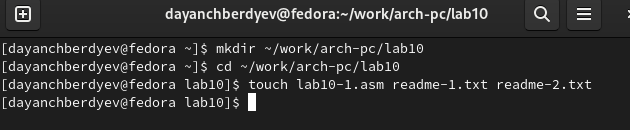 dayanchberdyev@fedora:~/work/arch-pc/lab10
[dayanchberdyev@fedora ~]$ mkdir ~/work/arch-pc/lab10
[dayanchberdyev@fedora ~]$ cd ~/work/arch-pc/lab10
[dayanchberdyev@fedora lab10]$ touch lab10-1.asm readme-1.txt readme-2.txt
[dayanchberdyev@fedora lab10]$